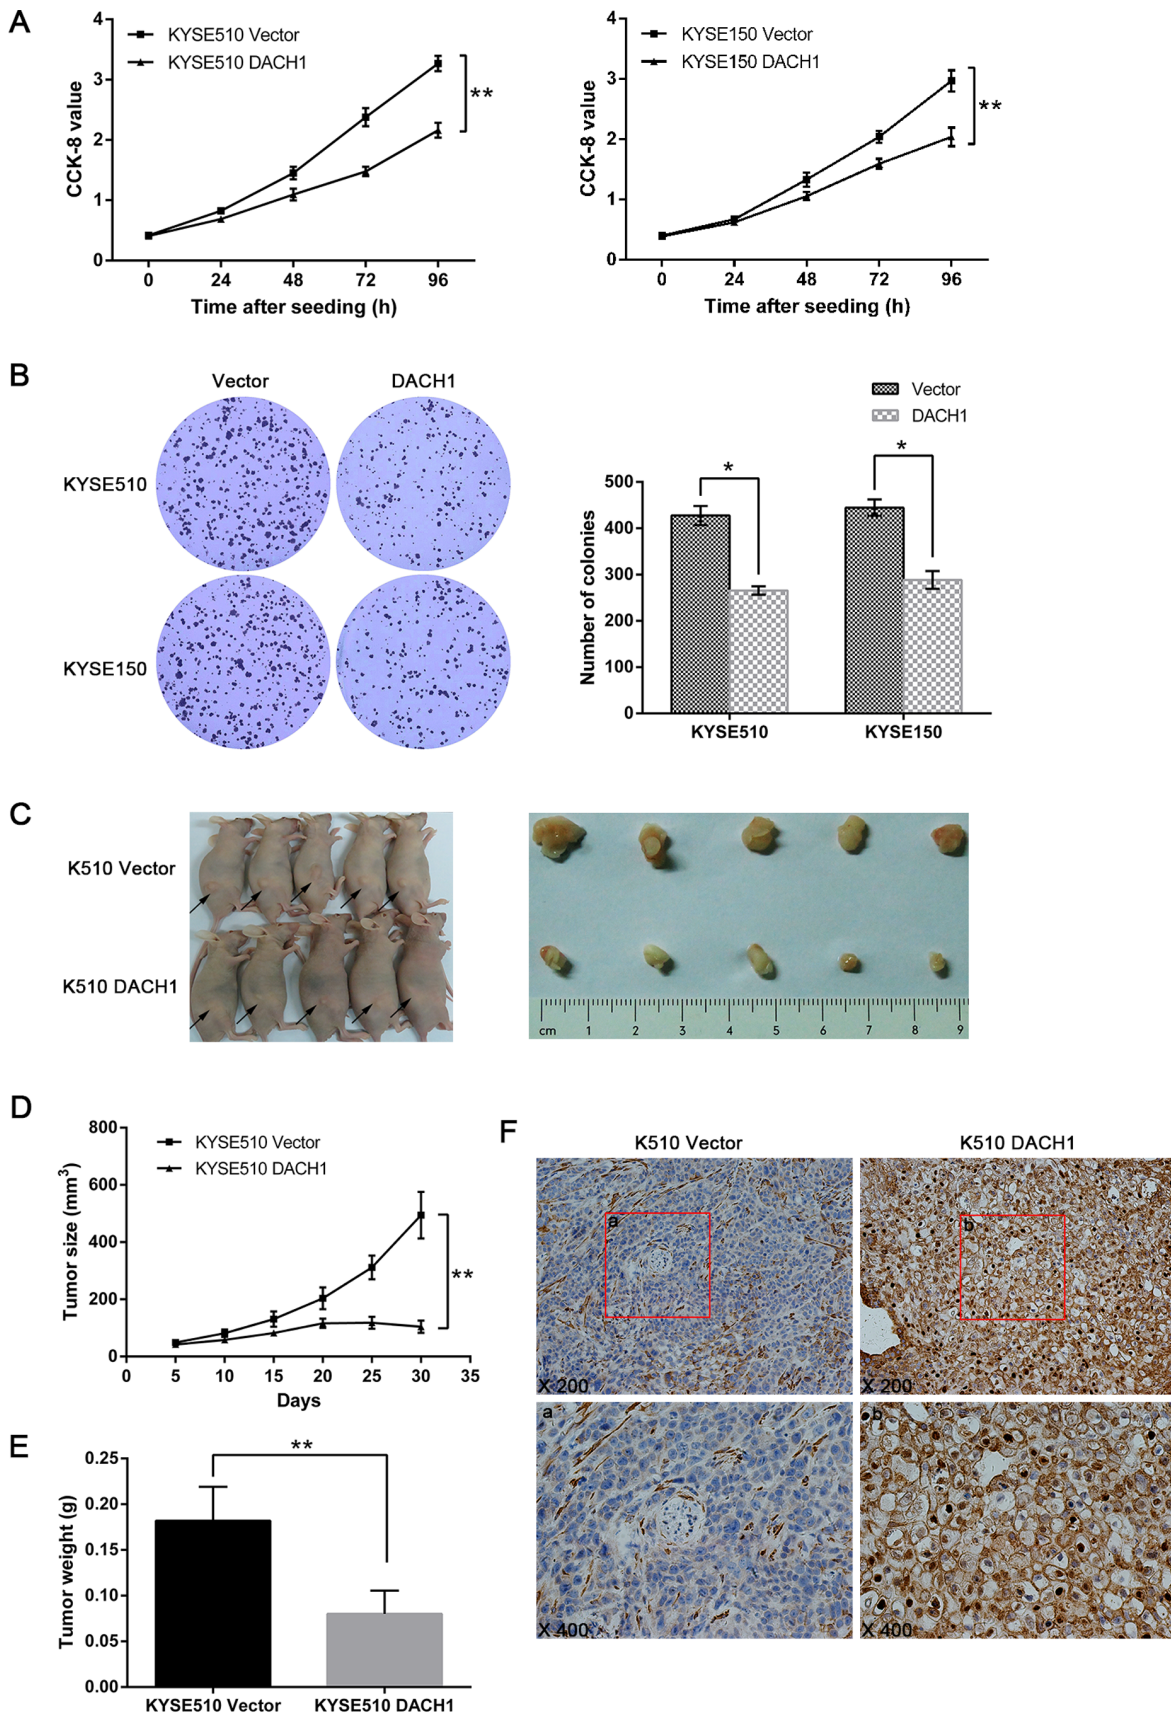 A
KYSE510 Vector
KYSE510 DACH1
CCK-8 value
4
3
2
1
0
**
0 24 48 72 96
Time after seeding (h)
KYSE150 Vector
KYSE150 DACH1
CCK-8 value
4
3
2
1
0
**
0 24 48 72 96
Time after seeding (h)
B
Vector DACH1
KYSE510
KYSE150
Vector
DACH1
Number of colonies
500
400
300
200
100
0
* *
KYSE510 KYSE150
C
K510 Vector
K510 DACH1
cm 1 2 3 4 5 6 7 8 9
D
KYSE510 Vector
KYSE510 DACH1
Tumor size (mm³)
800
600
400
200
0
**
0 5 10 15 20 25 30 35
Days
E
**
Tumor weight (g)
0.25
0.20
0.15
0.10
0.05
0.00
KYSE510 Vector KYSE510 DACH1
F
K510 Vector K510 DACH1
a b
X 200 X 200
a b
X 400 X 400